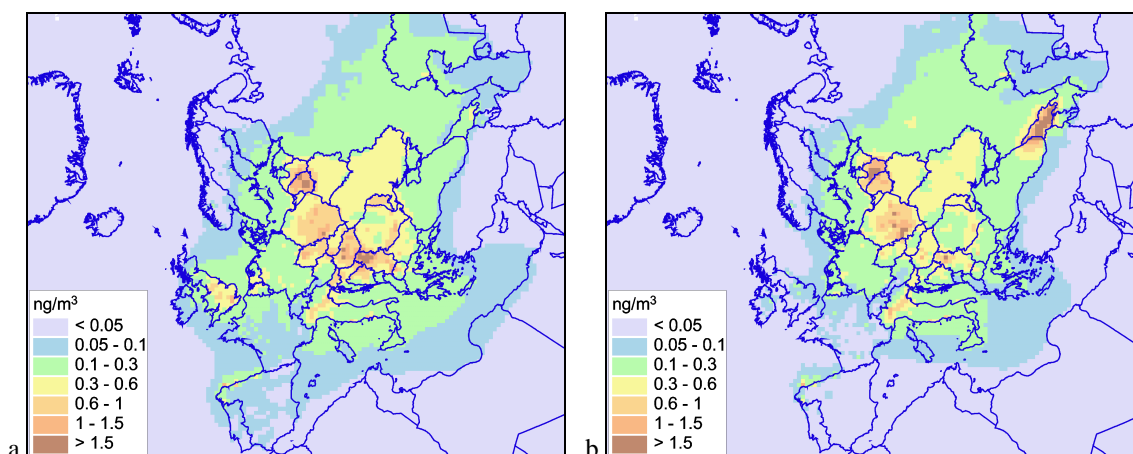 ng/m³
< 0.05
0.05 - 0.1
0.1 - 0.3
0.3 - 0.6
0.6 - 1
1 - 1.5
> 1.5
a
ng/m³
< 0.05
0.05 - 0.1
0.1 - 0.3
0.3 - 0.6
0.6 - 1
1 - 1.5
> 1.5
b